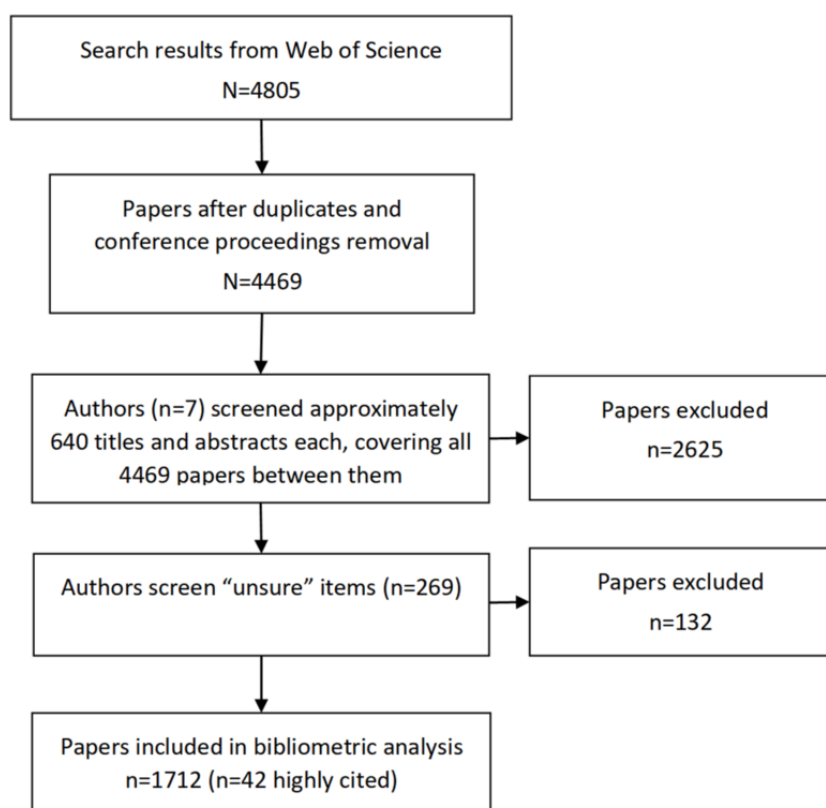 Search results from Web of Science
N=4805
Papers after duplicates and
conference proceedings removal
N=4469
Authors (n=7) screened approximately
640 titles and abstracts each, covering all
4469 papers between them
Papers excluded
n=2625
Authors screen “unsure” items (n=269)
Papers excluded
n=132
Papers included in bibliometric analysis
n=1712 (n=42 highly cited)